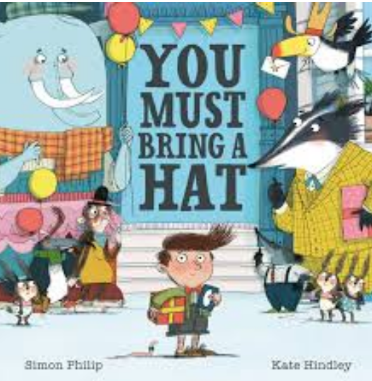 YOU
MUST
BRING A
HAT
Simon Philip
Kate Hindley